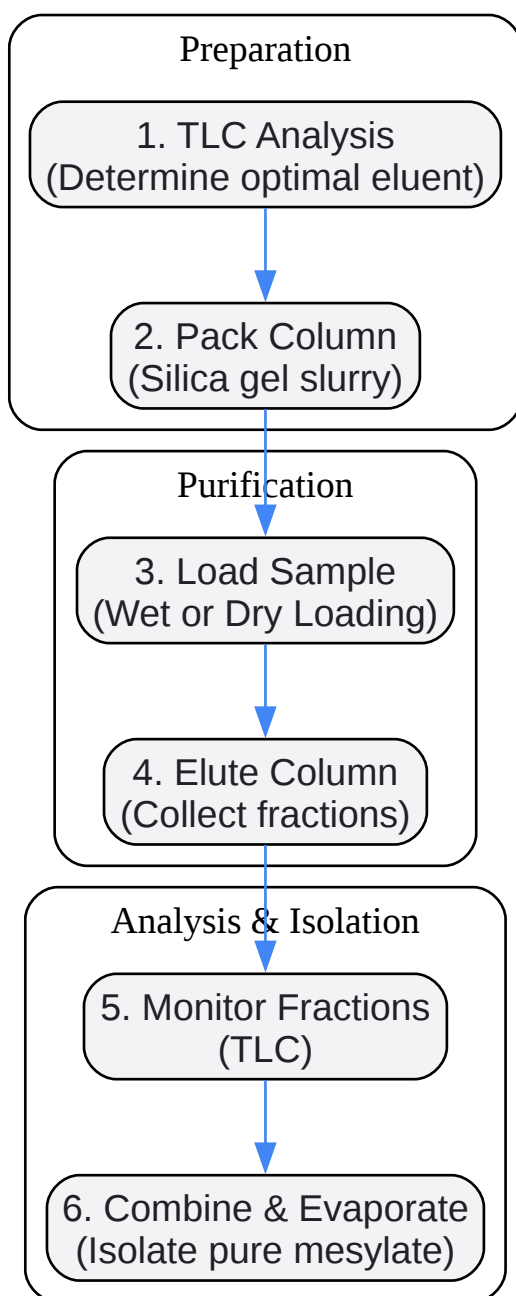 Preparation
1. TLC Analysis
(Determine optimal eluent)
2. Pack Column
(Silica gel slurry)
Purification
3. Load Sample
(Wet or Dry Loading)
4. Elute Column
(Collect fractions)
Analysis & Isolation
5. Monitor Fractions
(TLC)
6. Combine & Evaporate
(Isolate pure mesylate)